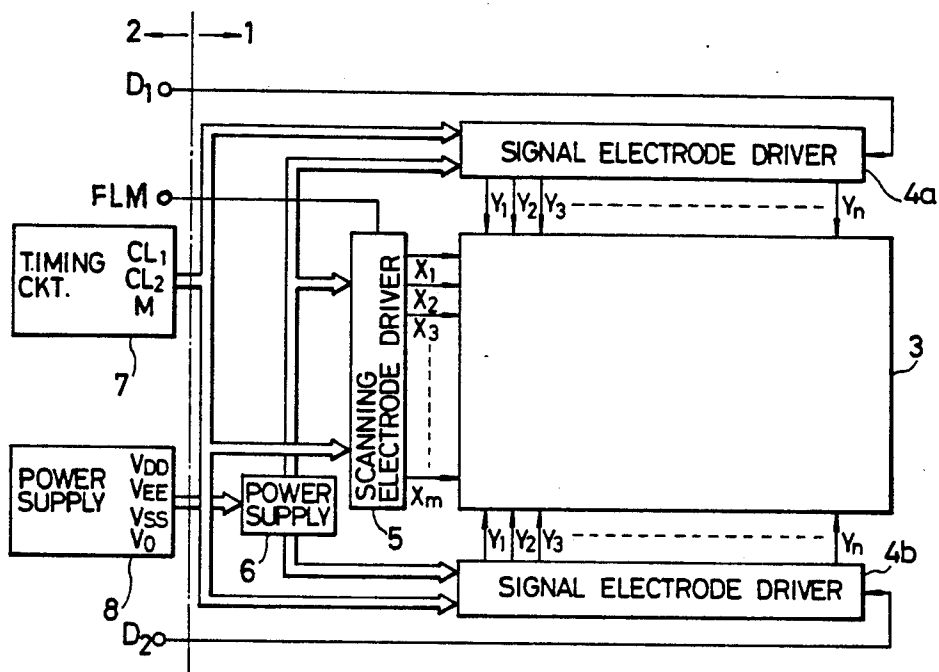 2 1
D1
SIGNAL ELECTRODE DRIVER
4a
FLM
Y1 Y2 Y3 Yn
TIMING
CKT.
CL1
CL2
M
7
SCANNING
ELECTRODE DRIVER
X1
X2
X3
Xm
5
3
POWER
SUPPLY
VDD
VEE
VSS
V0
8
POWER
SUPPLY
6
Y1 Y2 Y3 Yn
4b
SIGNAL ELECTRODE DRIVER
D2